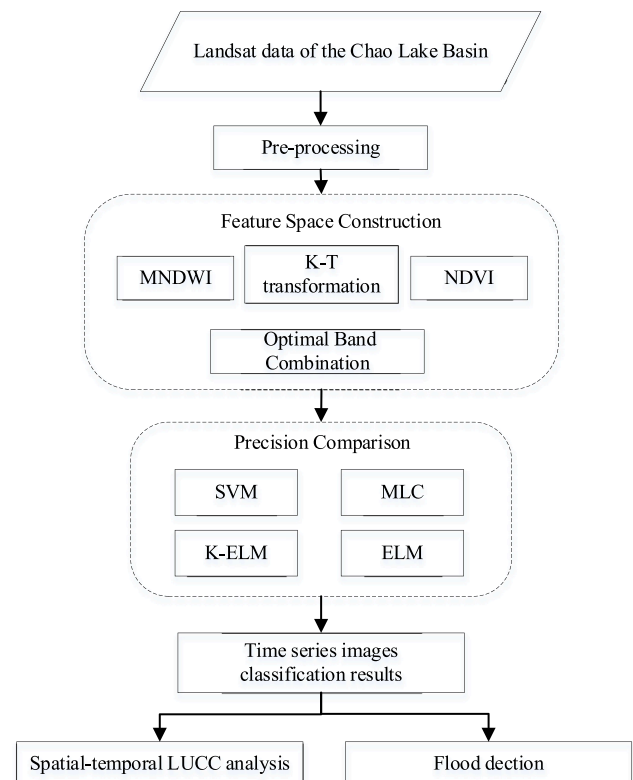 Landsat data of the Chao Lake Basin
Pre-processing
Feature Space Construction
MNDWI
K-T
transformation
NDVI
Optimal Band
Combination
Precision Comparison
SVM
MLC
K-ELM
ELM
Time series images
classification results
Spatial-temporal LUCC analysis
Flood dection